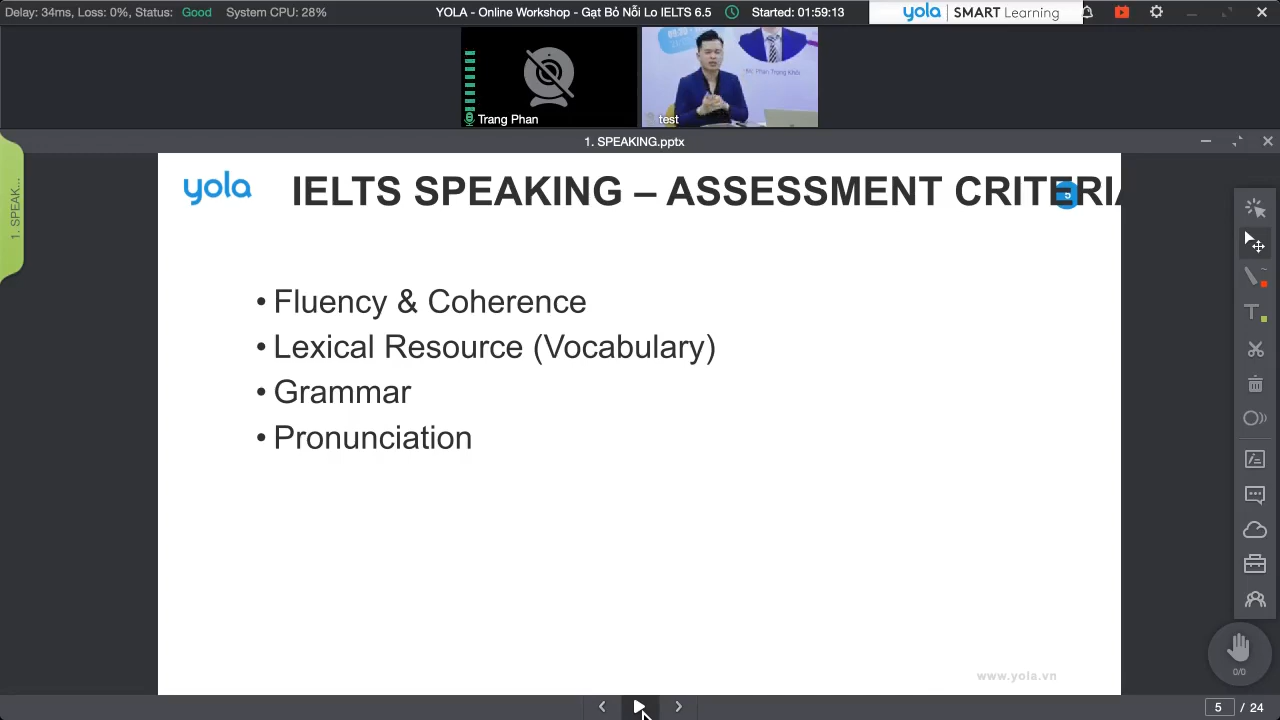 Delay: 34ms, Loss: 0%, Status: Good System CPU: 28% YOLA - Online Workshop - Gạt Bỏ Nỗi Lo IELTS 6.5 Started: 01:59:13 yola SMART Learning
Trang Phan
test
1. SPEAKING.pptx
1. SPEAK...
yola IELTS SPEAKING – ASSESSMENT CRITERIA
5
• Fluency & Coherence
• Lexical Resource (Vocabulary)
• Grammar
• Pronunciation
0/0
www.yola.vn
5 / 24